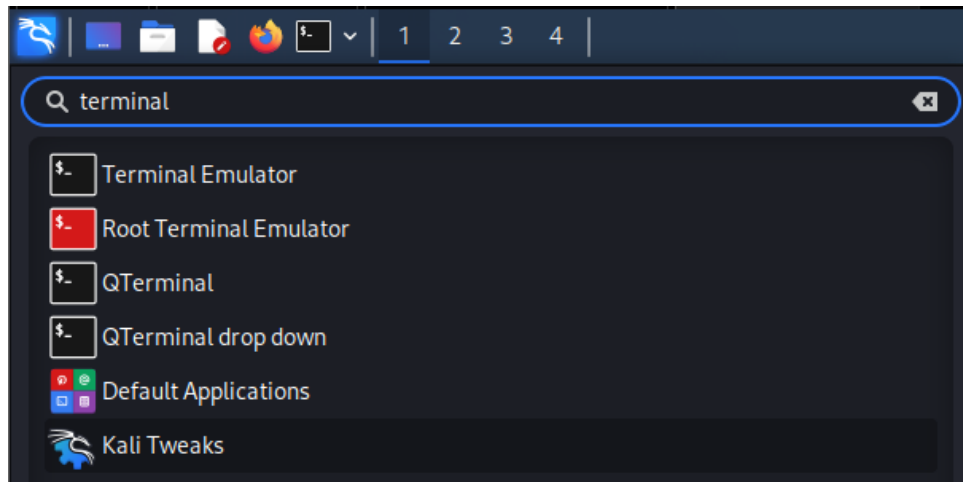 1 2 3 4
terminal
$_ Terminal Emulator
$_ Root Terminal Emulator
$_ QTerminal
$_ QTerminal drop down
Default Applications
Kali Tweaks